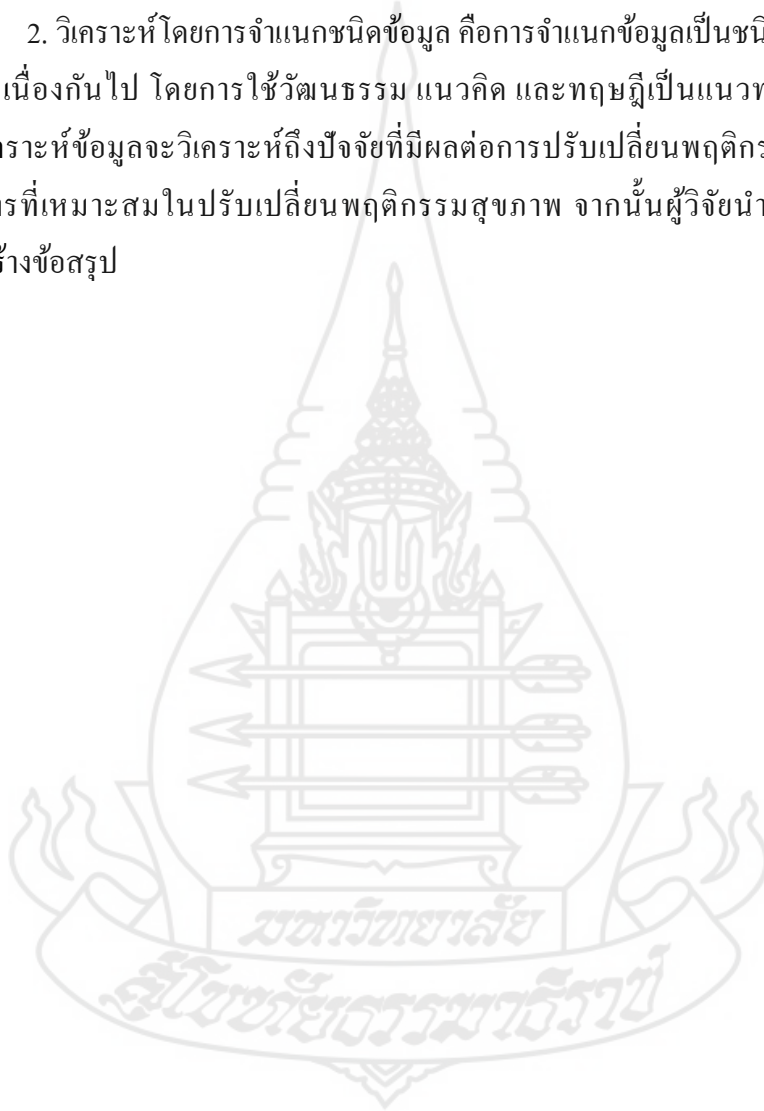 2. วิเคราะห์โดยการจำแนกชนิดข้อมูล คือการจำแนกข้อมูลเป็นชนิ
เนื่องกันไป โดยการใช้วัฒนธรรม แนวคิด และทฤษฎีเป็นแนวท
คราะห์ข้อมูลจะวิเคราะห์ถึงปัจจัยที่มีผลต่อการปรับเปลี่ยนพฤติกร
ารที่เหมาะสมในปรับเปลี่ยนพฤติกรรมสุขภาพ จากนั้นผู้วิจัยนำ
ร้างข้อสรุป
มหาวิทยาลัย
สุโขทัยธรรมาธิราช